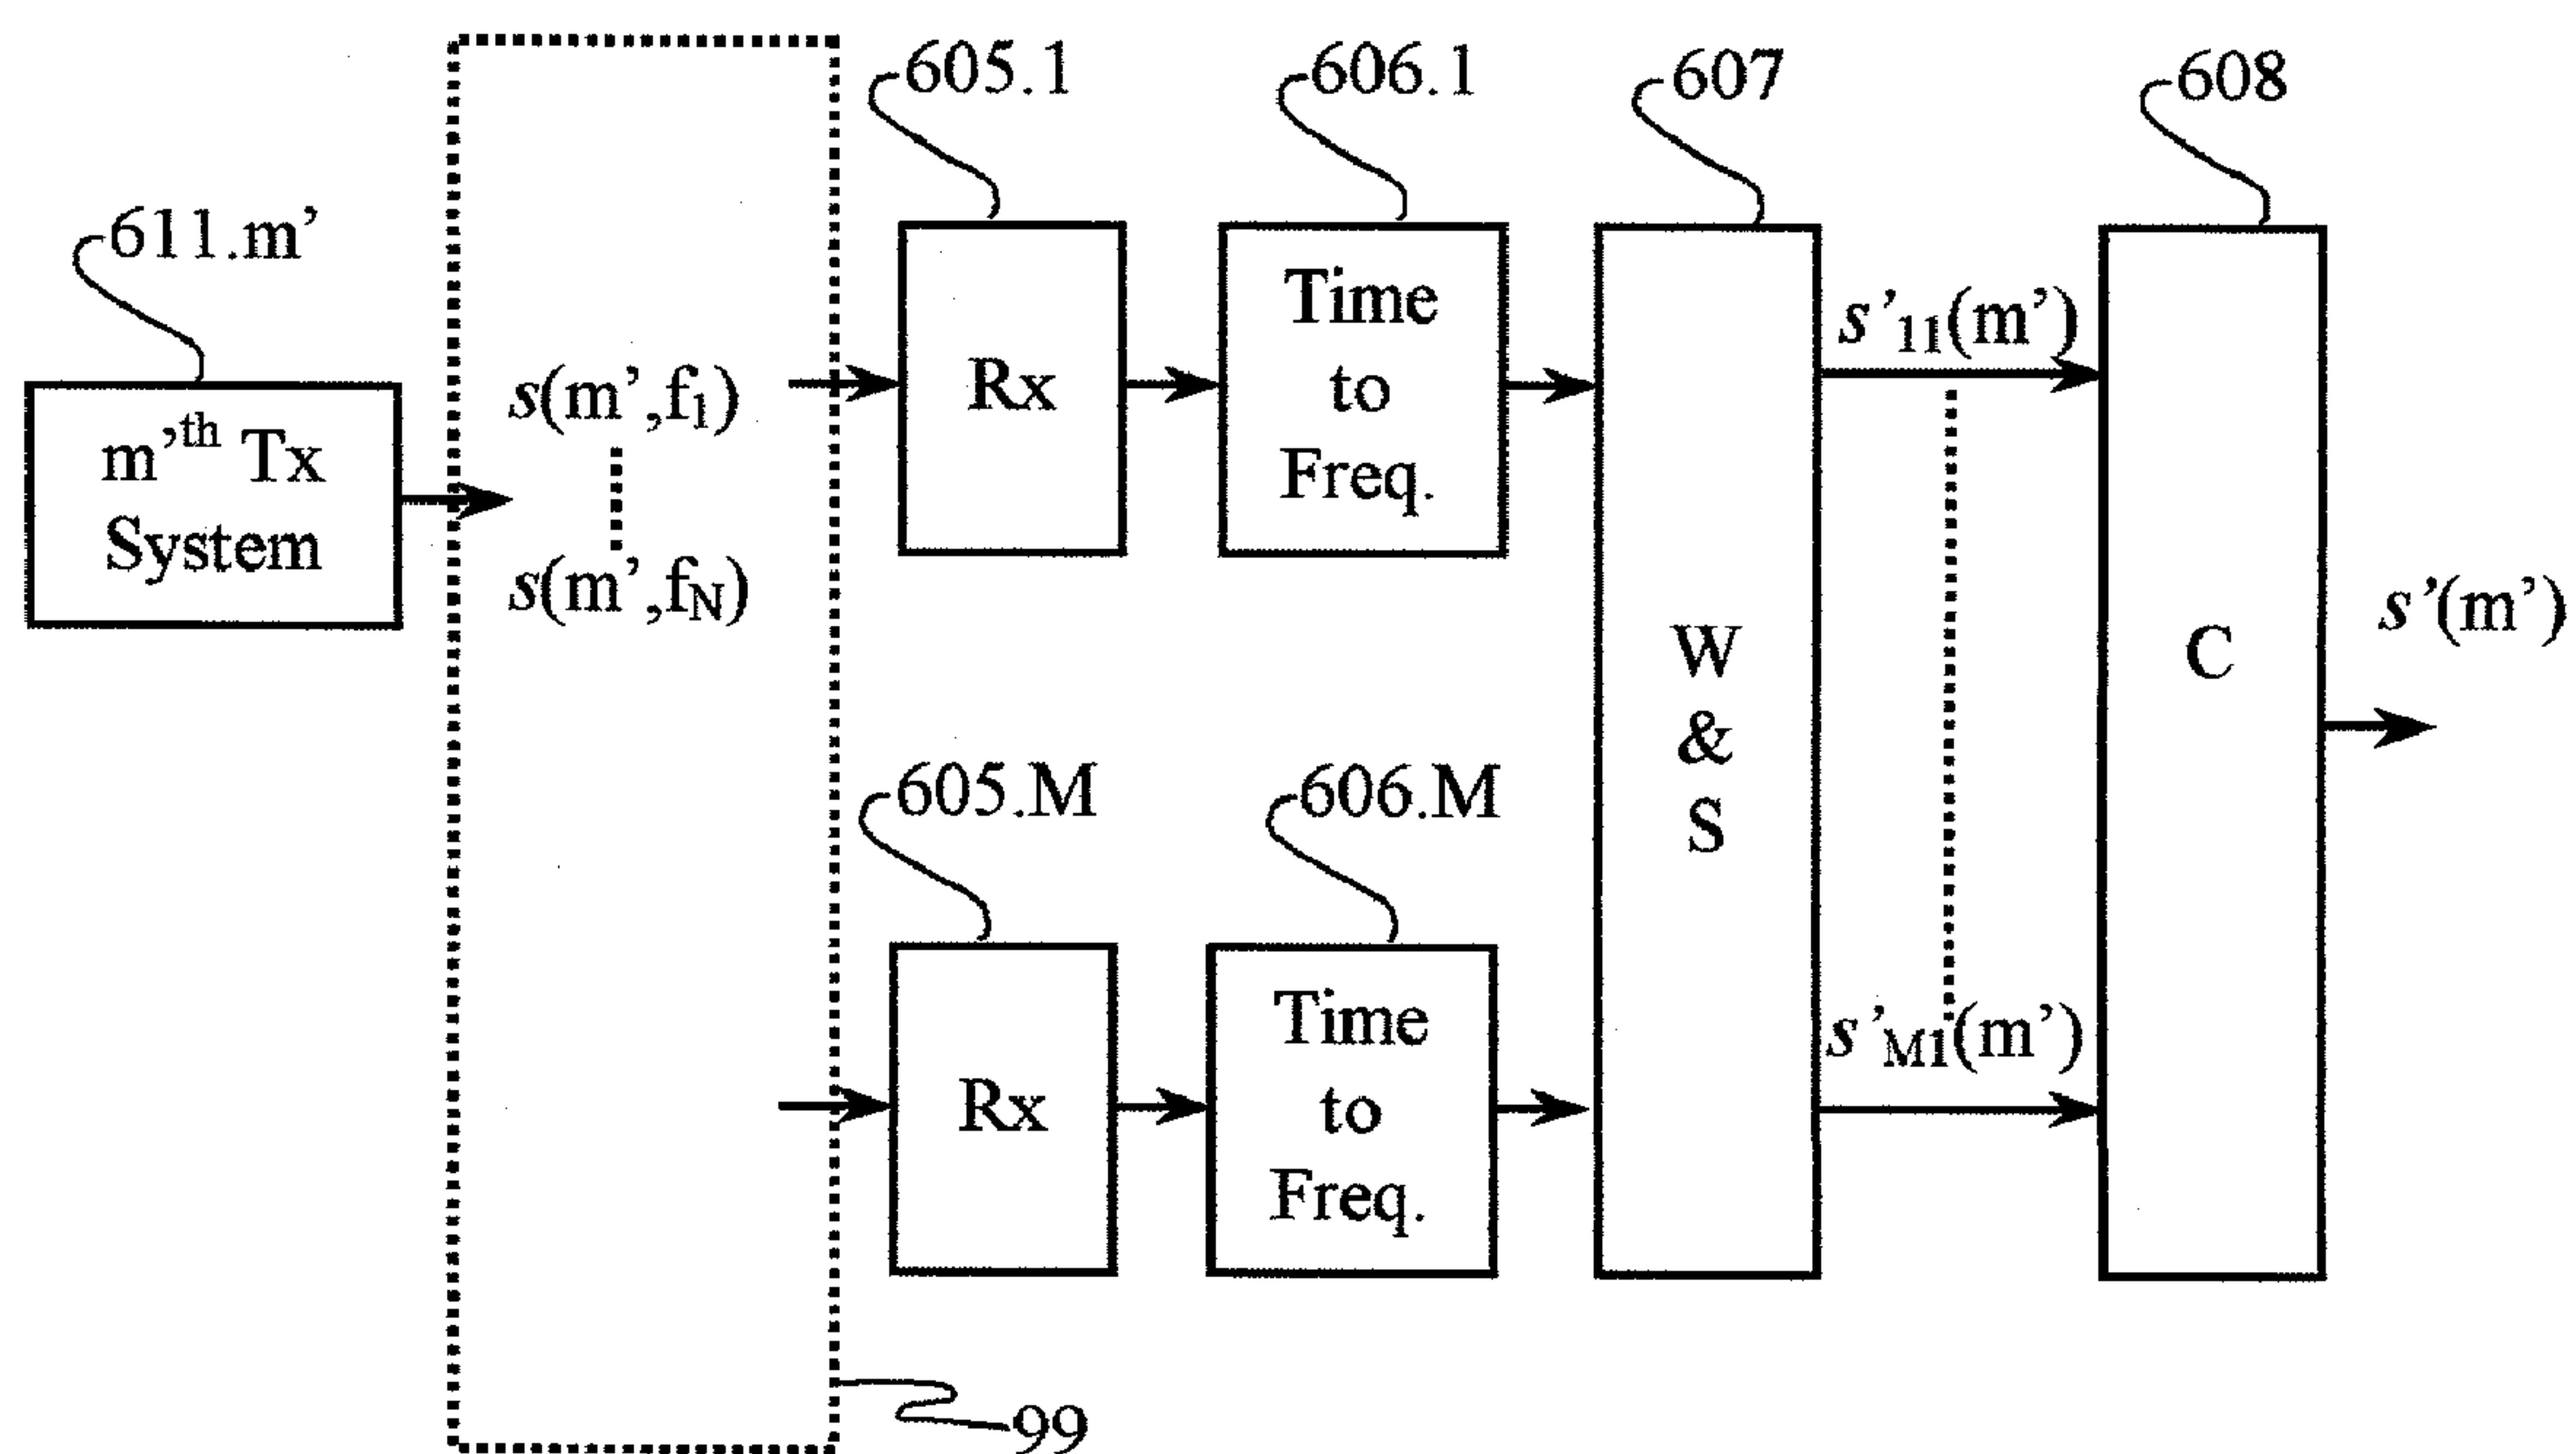 605.1
606.1
607
608
611.m’
m’th Tx
System
s(m’,f1)
s(m’,fN)
Rx
Time
to
Freq.
W
&
S
s’11(m’)
C
s’(m’)
605.M
606.M
Rx
Time
to
Freq.
s’M1(m’)
99